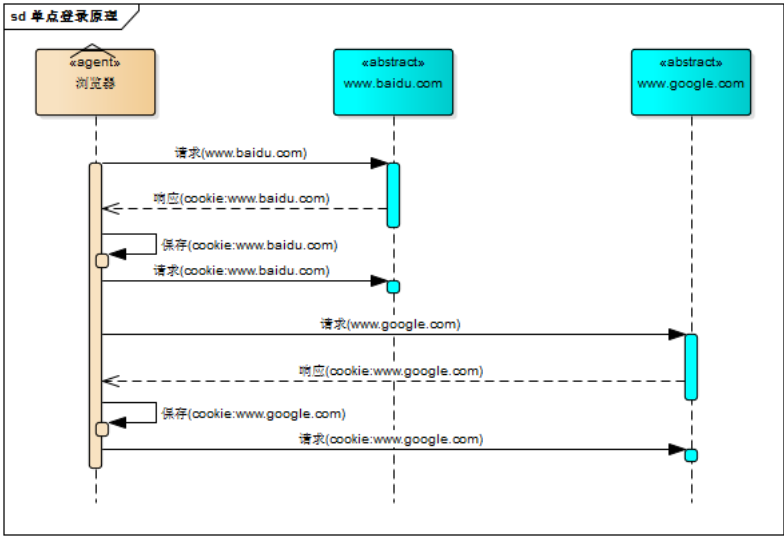 sd 单点登录原理
«agent»
浏览器
«abstract»
www.baidu.com
«abstract»
www.google.com
请求(www.baidu.com)
响应(cookie:www.baidu.com)
保存(cookie:www.baidu.com)
请求(cookie:www.baidu.com)
请求(www.google.com)
响应(cookie:www.google.com)
保存(cookie:www.google.com)
请求(cookie:www.google.com)